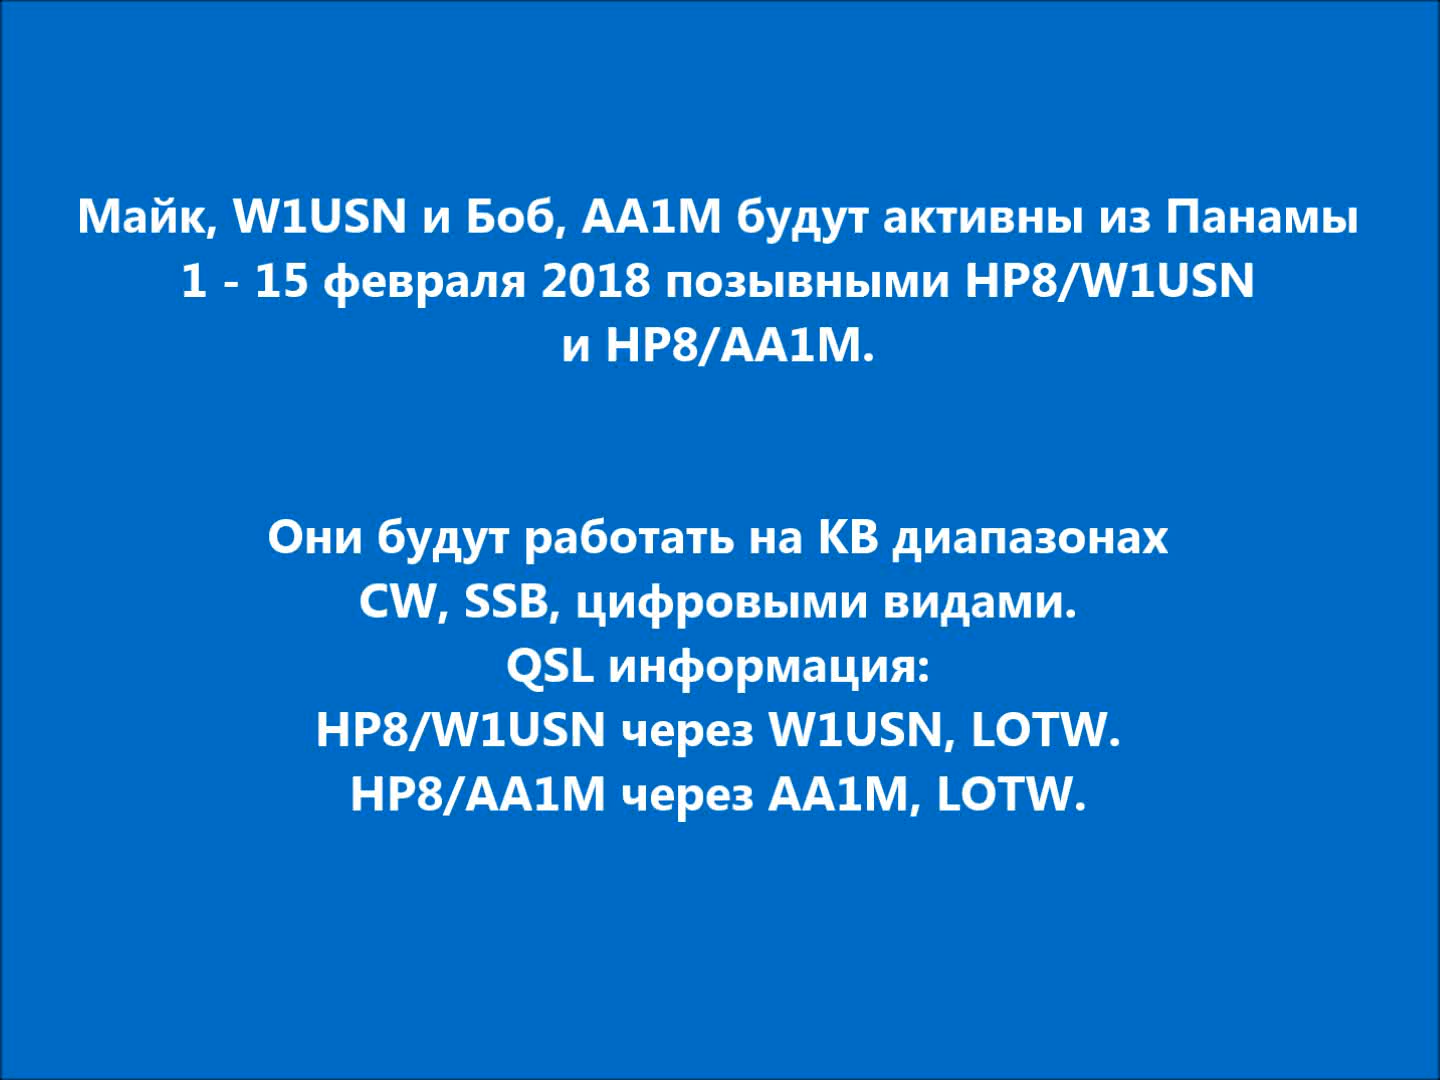 Майк, W1USN и Боб, AA1M будут активны из Панамы
1 - 15 февраля 2018 позывными HP8/W1USN
и HP8/AA1M.
Они будут работать на КВ диапазонах
CW, SSB, цифровыми видами.
QSL информация:
HP8/W1USN через W1USN, LOTW.
HP8/AA1M через AA1M, LOTW.